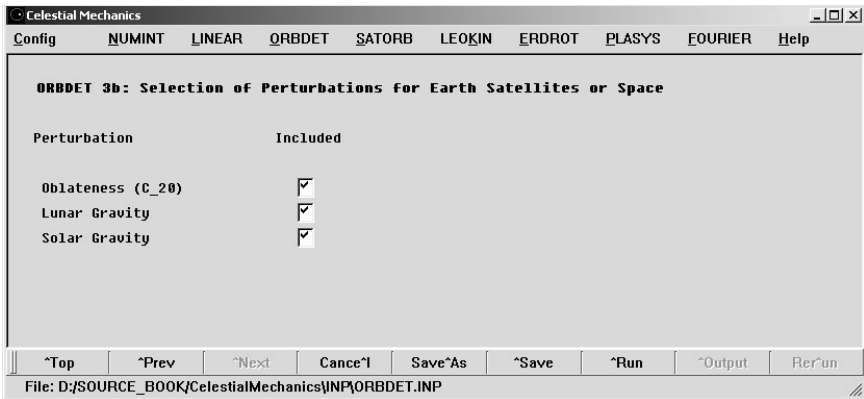 Celestial Mechanics
Config NUMINT LINEAR ORBDET SATORB LEOKIN ERDROT PLASYS FOURIER Help
ORBDET 3b: Selection of Perturbations for Earth Satellites or Space
Perturbation Included
Oblateness (C_20)
Lunar Gravity
Solar Gravity
^Top ^Prev ^Next Cance^l Save^As ^Save ^Run ^Output Rer^un
File: D:/SOURCE_BOOK/CelestialMechanics\INP\ORBDET.INP